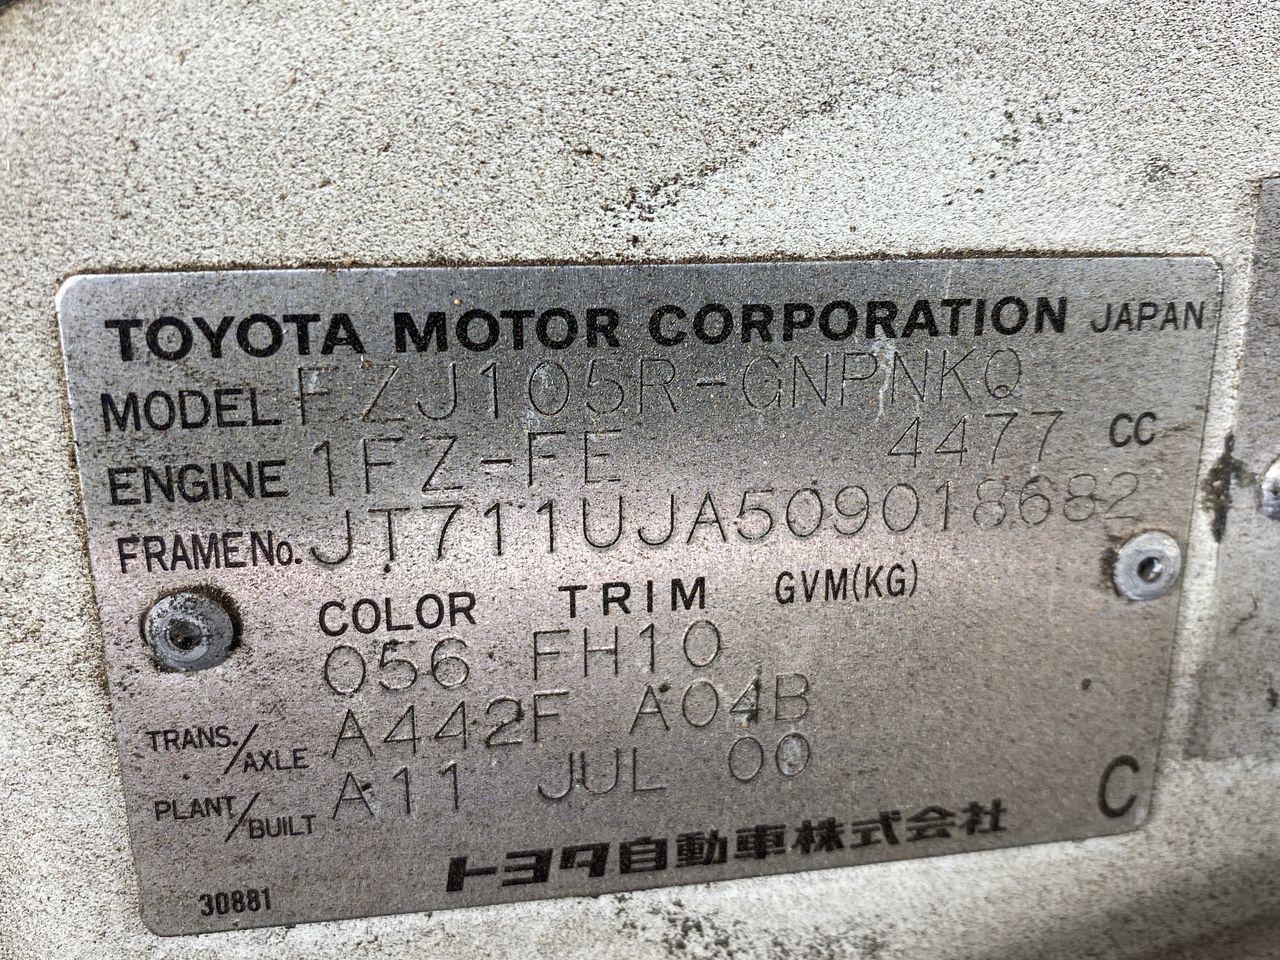 TOYOTA MOTOR CORPORATION JAPAN
MODEL FZJ105R-GNPNKQ
ENGINE 1FZ-FE 4477 CC
FRAME No. JT711UJA509018682
COLOR TRIM GVM(KG)
056 FH10
TRANS./AXLE A442F A04B
PLANT/BUILT A11 JUL 00
C
トヨタ自動車株式会社
30881